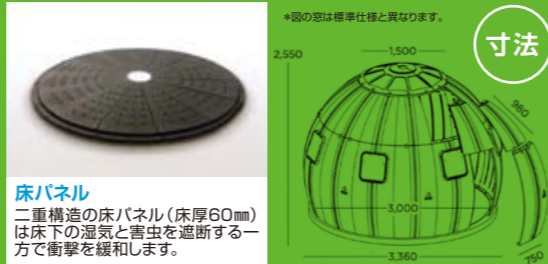 床パネル
二重構造の床パネル（床厚60㎜）
は床下の湿気と害虫を遮断する一
方で衝撃を緩和します。
＊図の窓は標準仕様と異なります。
寸法
2,550
1,500
980
3,000
3,360
750